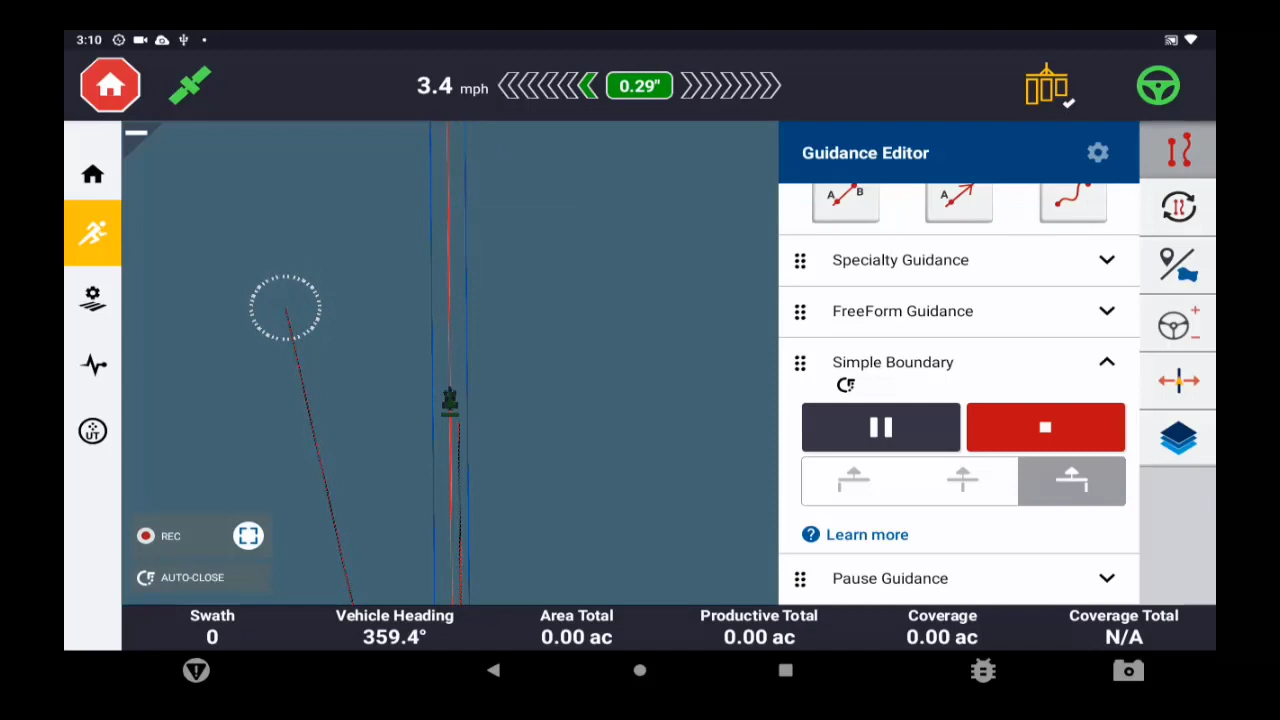 3:10
3.4 mph
0.29"
Guidance Editor
A B
A
Specialty Guidance
FreeForm Guidance
Simple Boundary
Learn more
Pause Guidance
UT
REC
AUTO-CLOSE
Swath
0
Vehicle Heading
359.4°
Area Total
0.00 ac
Productive Total
0.00 ac
Coverage
0.00 ac
Coverage Total
N/A